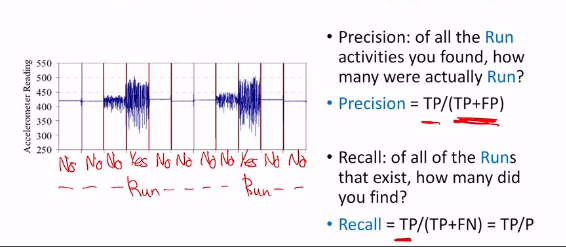 Accelerometer Reading
550
500
450
400
350
300
250
No No No Yes No No No No Yes No No
- - - Run - - - - Run - -
• Precision: of all the Run
activities you found, how
many were actually Run?
• Precision = TP/(TP+FP)
• Recall: of all of the Runs
that exist, how many did
you find?
• Recall = TP/(TP+FN) = TP/P